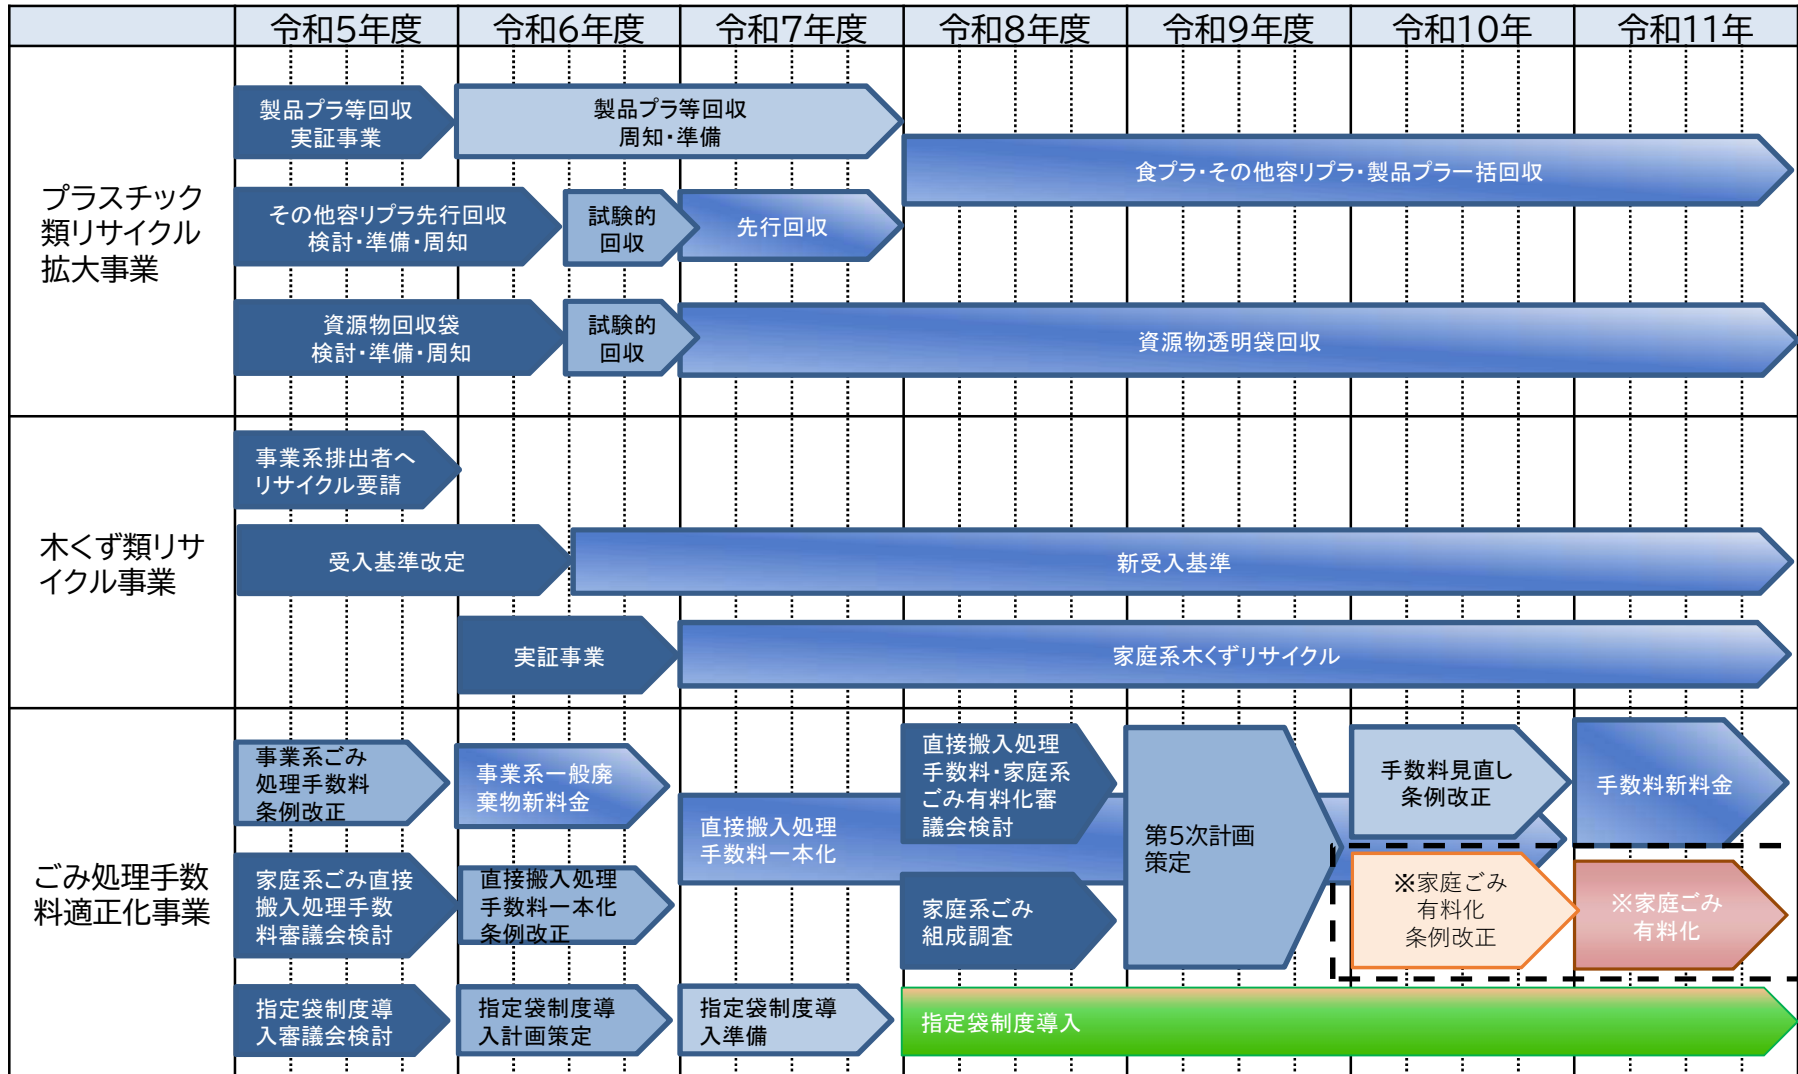 令和5年度
令和6年度
令和7年度
令和8年度
令和9年度
令和10年
令和11年
プラスチック
類リサイクル
拡大事業
製品プラ等回収
実証事業
製品プラ等回収
周知・準備
食プラ・その他容リプラ・製品プラ一括回収
その他容リプラ先行回収
検討・準備・周知
試験的
回収
先行回収
資源物回収袋
検討・準備・周知
試験的
回収
資源物透明袋回収
木くず類リサ
イクル事業
事業系排出者へ
リサイクル要請
受入基準改定
新受入基準
実証事業
家庭系木くずリサイクル
ごみ処理手数
料適正化事業
事業系ごみ
処理手数料
条例改正
事業系一般廃
棄物新料金
直接搬入処理
手数料一本化
直接搬入処理
手数料・家庭系
ごみ有料化審
議会検討
第5次計画
策定
手数料見直し
条例改正
手数料新料金
家庭系ごみ直接
搬入処理手数
料審議会検討
直接搬入処理
手数料一本化
条例改正
家庭系ごみ
組成調査
※家庭ごみ
有料化
条例改正
※家庭ごみ
有料化
指定袋制度導
入審議会検討
指定袋制度導
入計画策定
指定袋制度導
入準備
指定袋制度導入